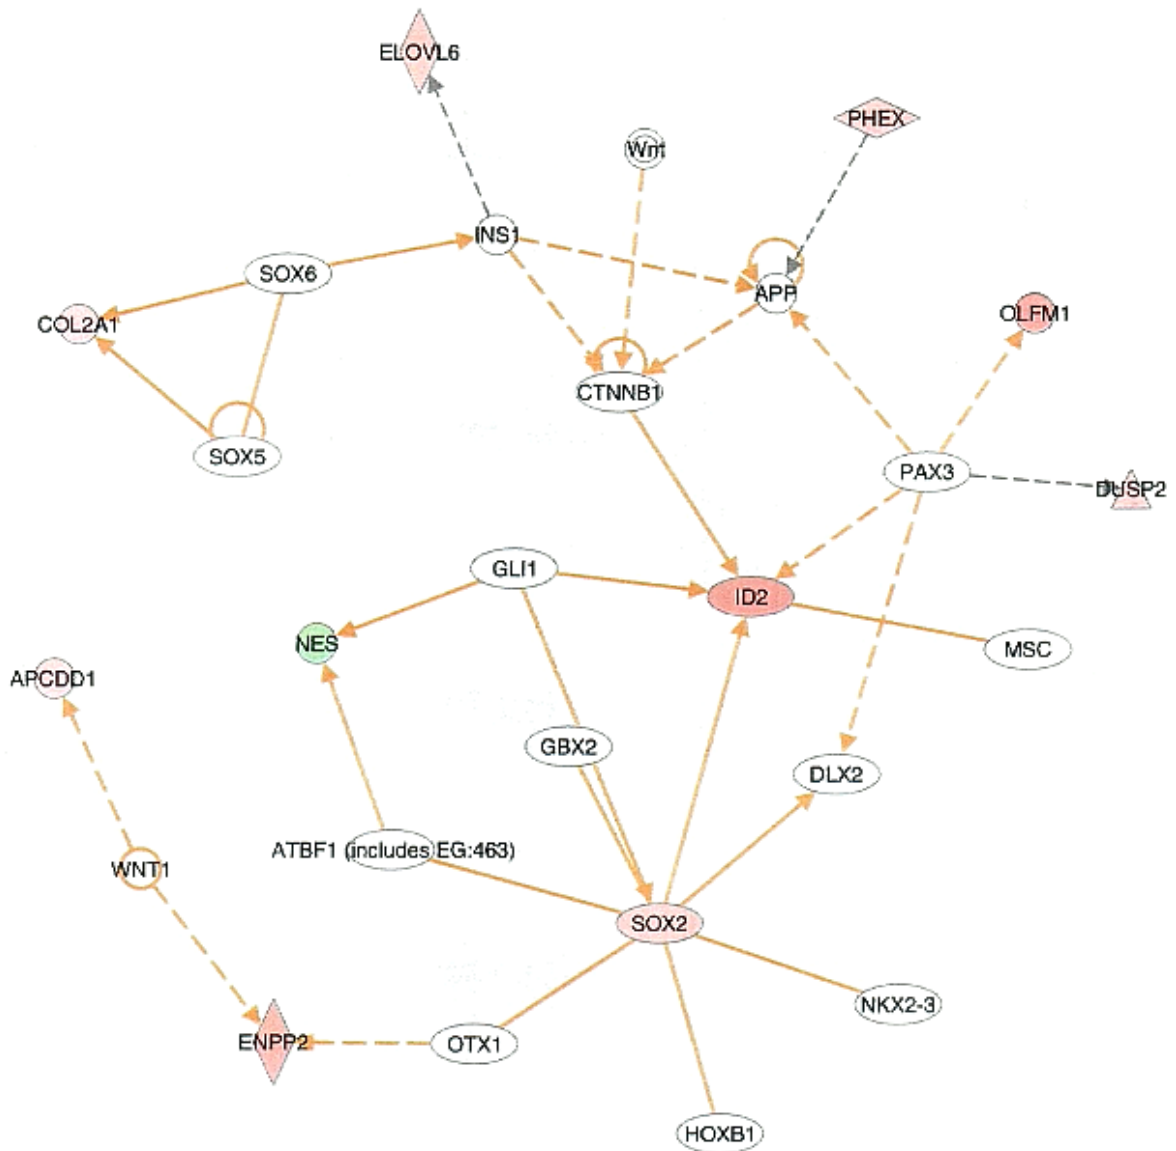 ELOVL6
PHEX
Wnt
INS1
SOX6
APP
OLFM1
COL2A1
CTNNB1
SOX5
PAX3
DUSP2
GLI1
ID2
NES
MSC
APCDD1
GBX2
DLX2
ATBF1 (includes EG:463)
WNT1
SOX2
NKX2-3
ENPP2
OTX1
HOXB1